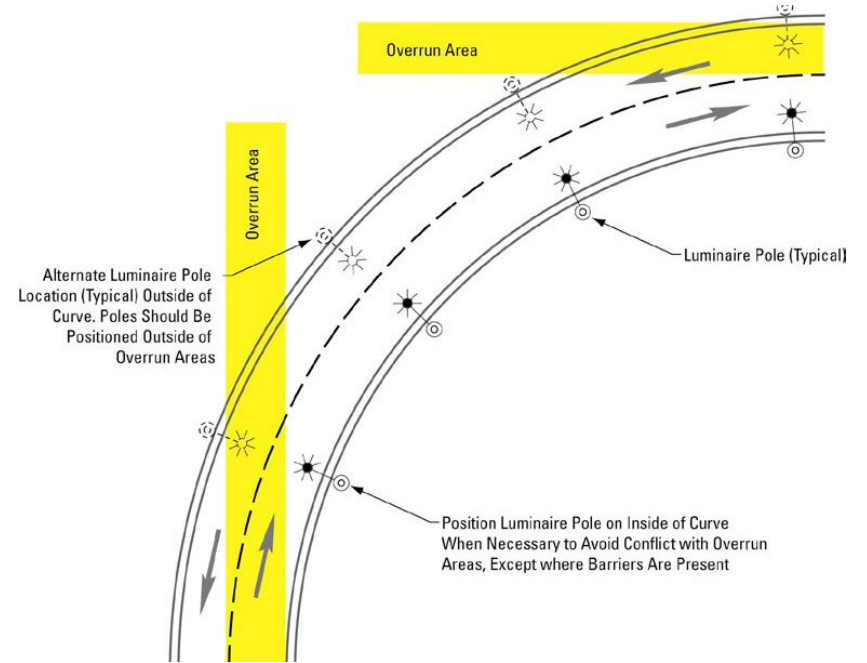 Overrun Area
Overrun Area
Luminaire Pole (Typical)
Alternate Luminaire Pole
Location (Typical) Outside of
Curve. Poles Should Be
Positioned Outside of
Overrun Areas
Position Luminaire Pole on Inside of Curve
When Necessary to Avoid Conflict with Overrun
Areas, Except where Barriers Are Present